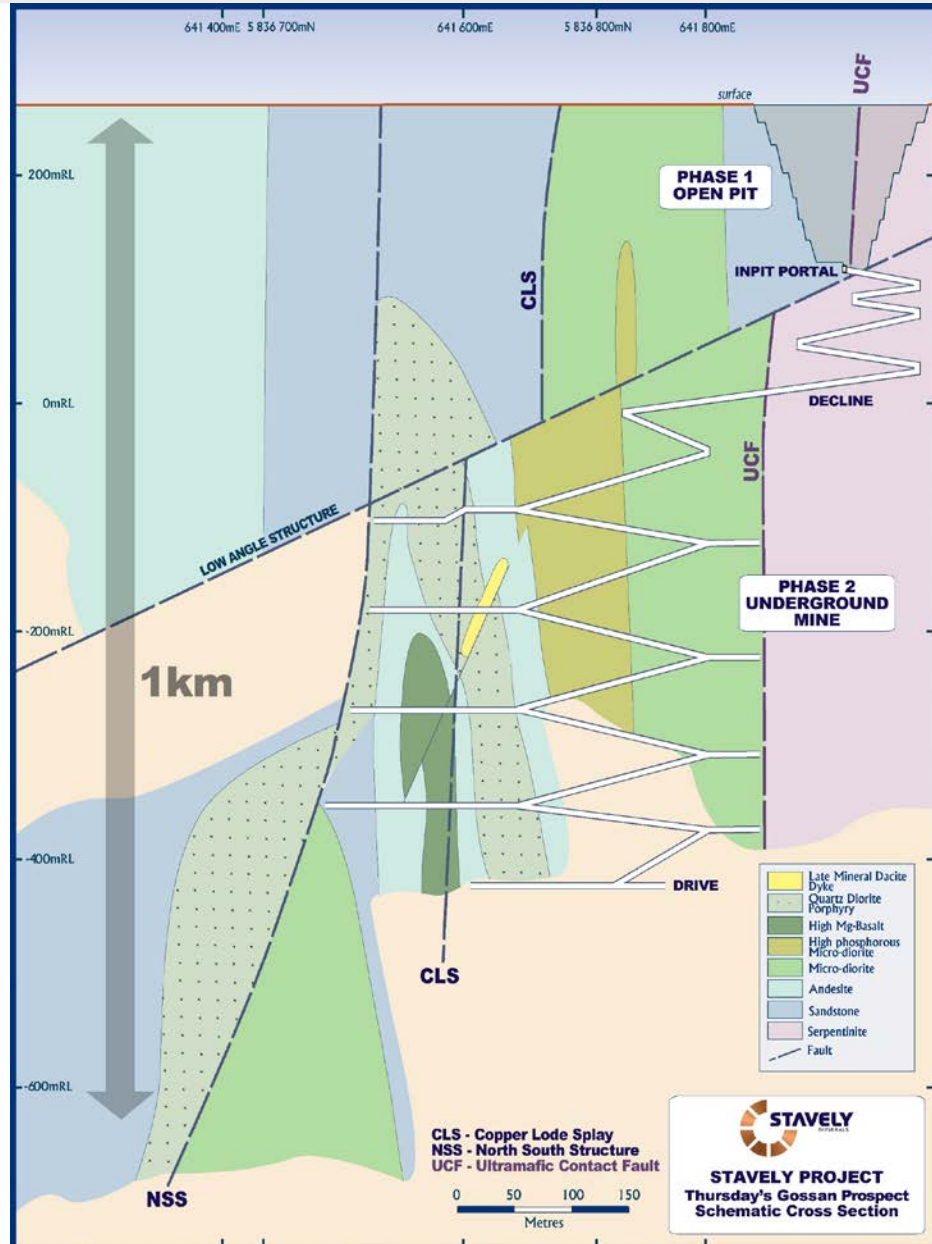 641 400mE 5 836 700mN 641 600mE 5 836 800mN 641 800mE
UCF
surface
200mRL
PHASE 1
OPEN PIT
INPIT PORTAL
CLS
0mRL
DECLINE
UCF
LOW ANGLE STRUCTURE
PHASE 2
UNDERGROUND
MINE
-200mRL
1km
-400mRL
DRIVE
CLS
Late Mineral Dacite
Dyke
Quartz Diorite
Porphyry
High Mg-Basalt
High phosphorous
Micro-diorite
Micro-diorite
Andesite
Sandstone
Serpentinite
Fault
-600mRL
NSS
CLS - Copper Lode Splay
NSS - North South Structure
UCF - Ultramafic Contact Fault
0 50 100 150
Metres
STAVELY
MINERALS
STAVELY PROJECT
Thursday's Gossan Prospect
Schematic Cross Section